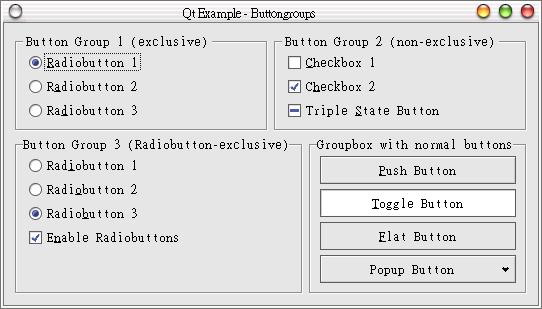 Qt Example - Buttongroups
Button Group 1 (exclusive)
Radiobutton 1
Radiobutton 2
Radiobutton 3
Button Group 2 (non-exclusive)
Checkbox 1
Checkbox 2
Triple State Button
Button Group 3 (Radiobutton-exclusive)
Radiobutton 1
Radiobutton 2
Radiobutton 3
Enable Radiobuttons
Groupbox with normal buttons
Push Button
Toggle Button
Flat Button
Popup Button